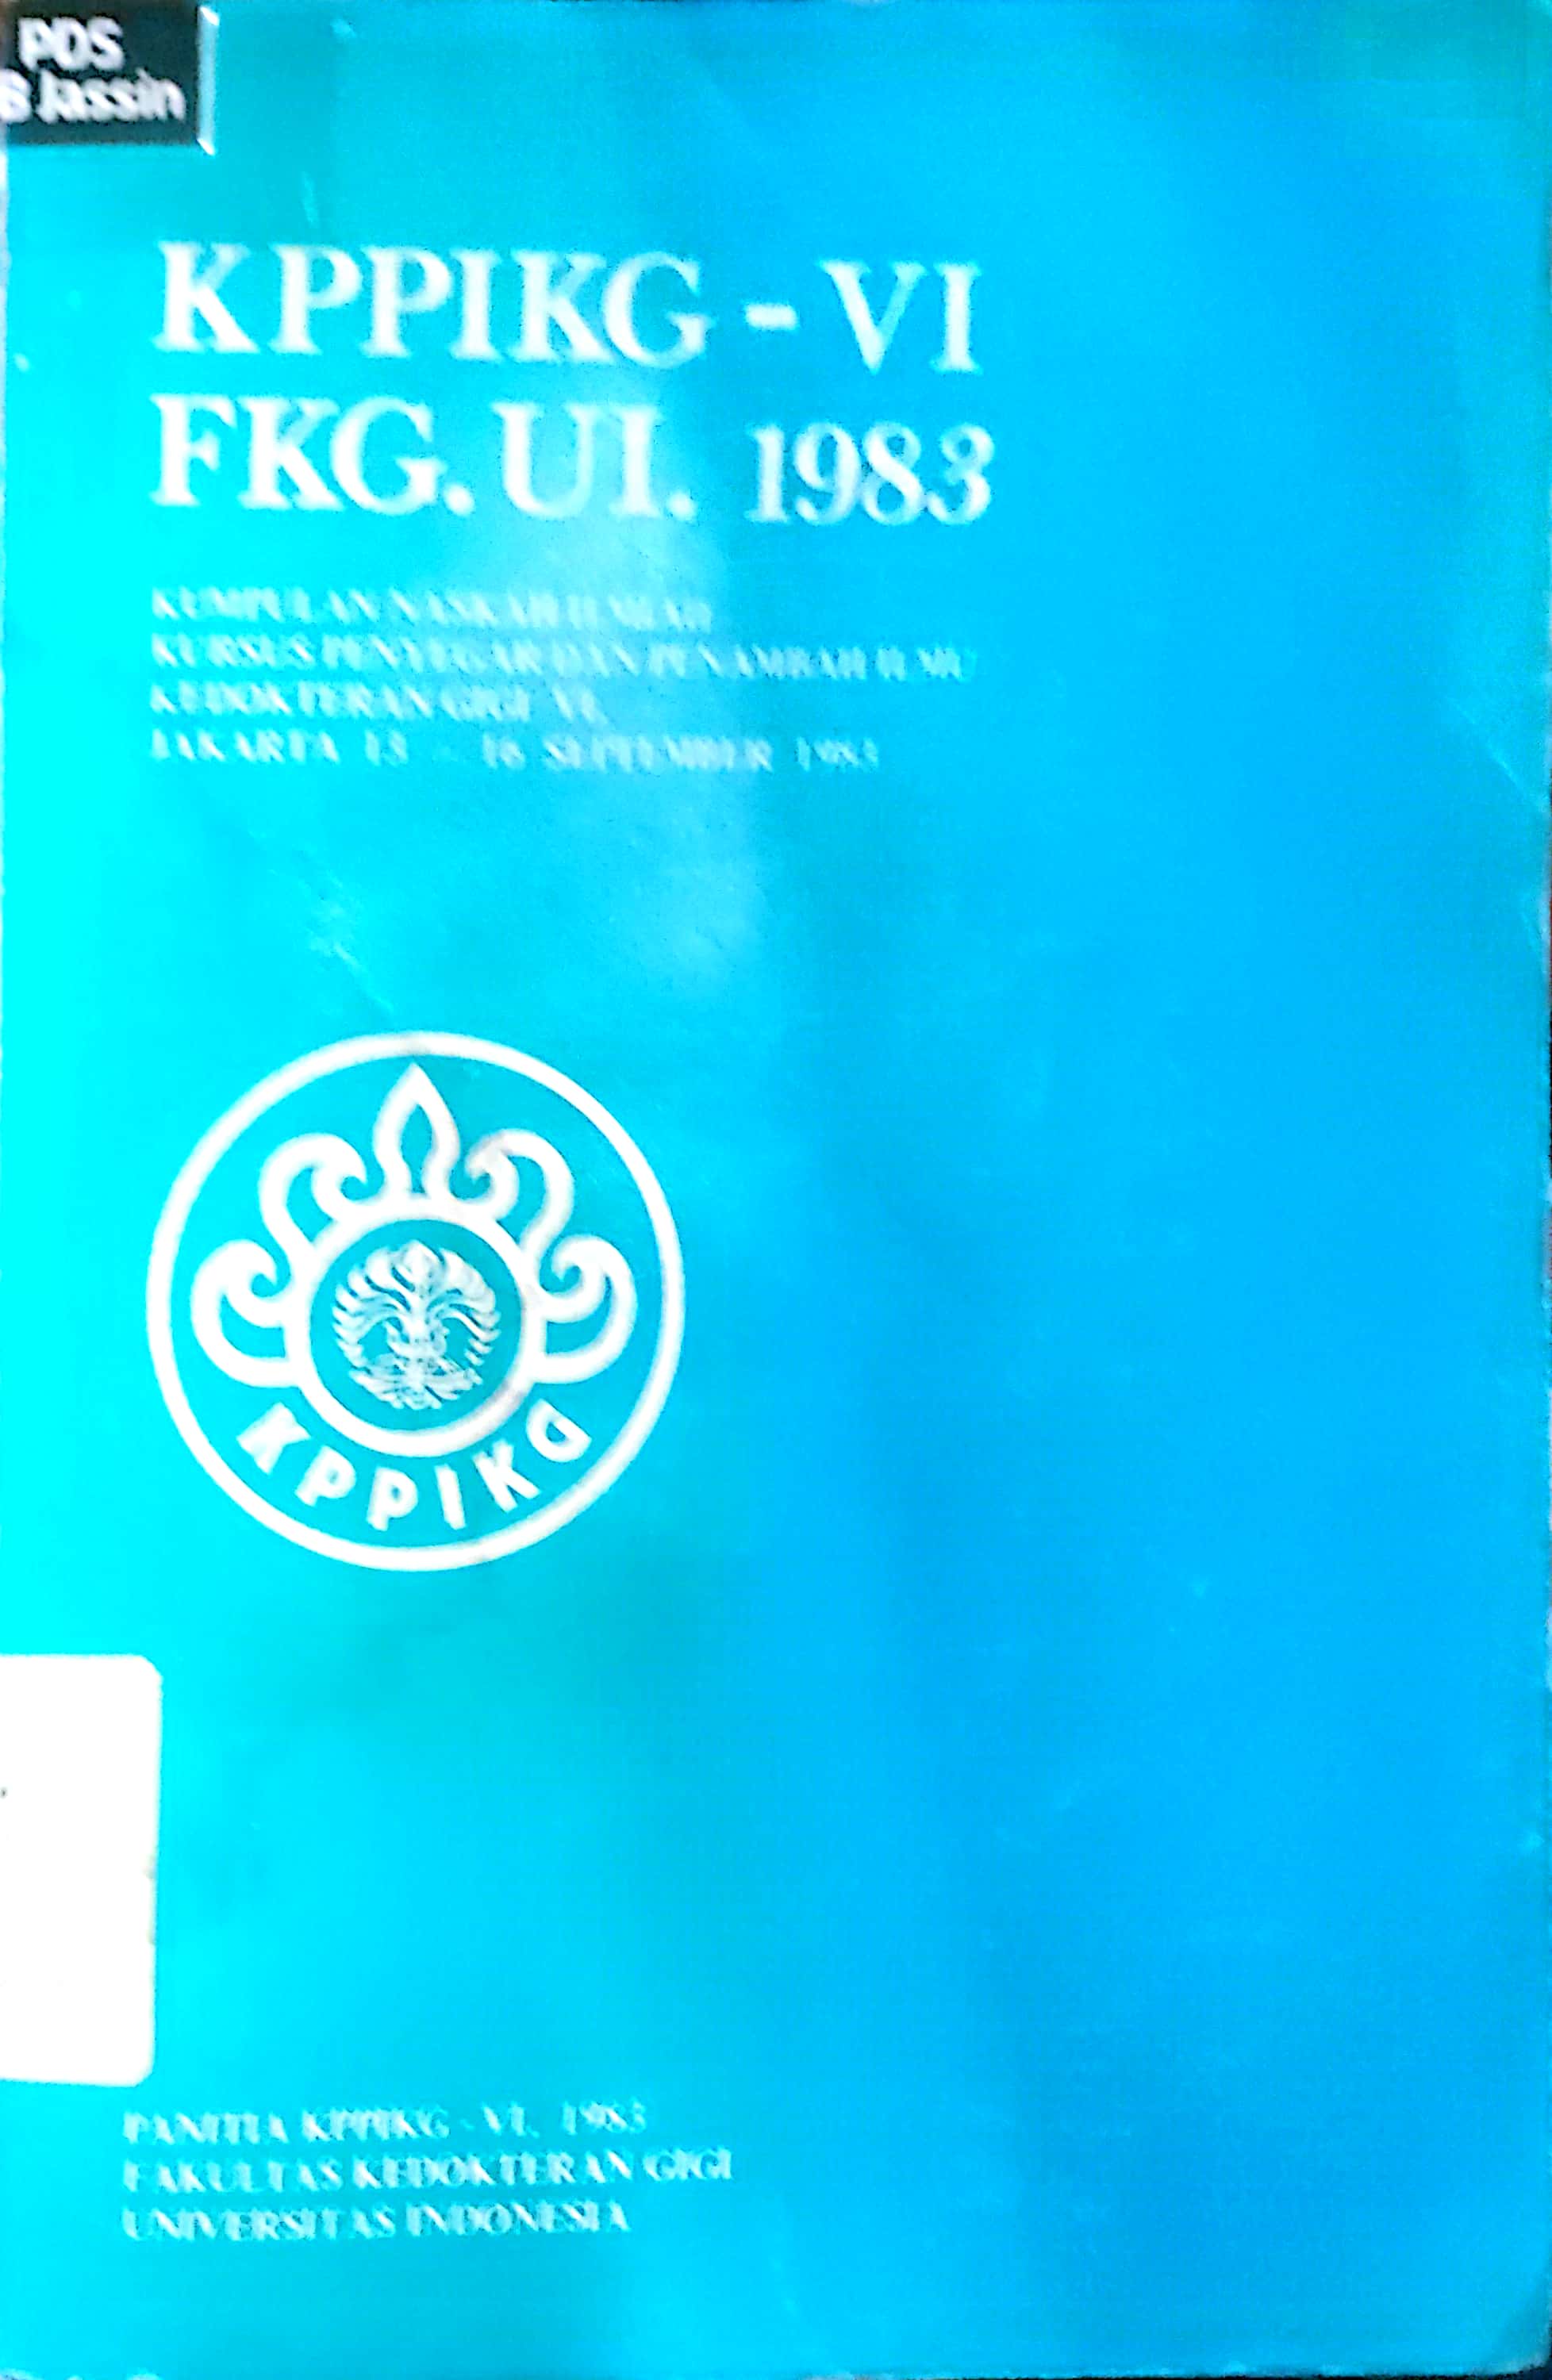 PDS
B Jassin
KPPIKG - VI
FKG. UI. 1983
KUMPULAN NASKAH ILMIAH
KURSUS PENYEGAR DAN PENAMBAH ILMU
KEDOKTERAN GIGI VI.
JAKARTA 13 - 16 SEPTEMBER 1983
KPPIKG
PANITIA KPPIKG - VI. 1983
FAKULTAS KEDOKTERAN GIGI
UNIVERSITAS INDONESIA